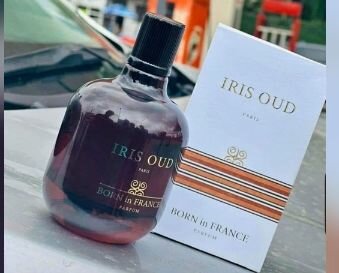 IRIS OUD
PARIS
BORN in FRANCE
PARFUM
IRIS OUD
PARIS
BORN in FRANCE
PARFUM